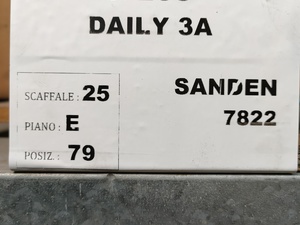 DAILY 3A
SCAFFALE : 25
PIANO : E
POSIZ. : 79
SANDEN
7822